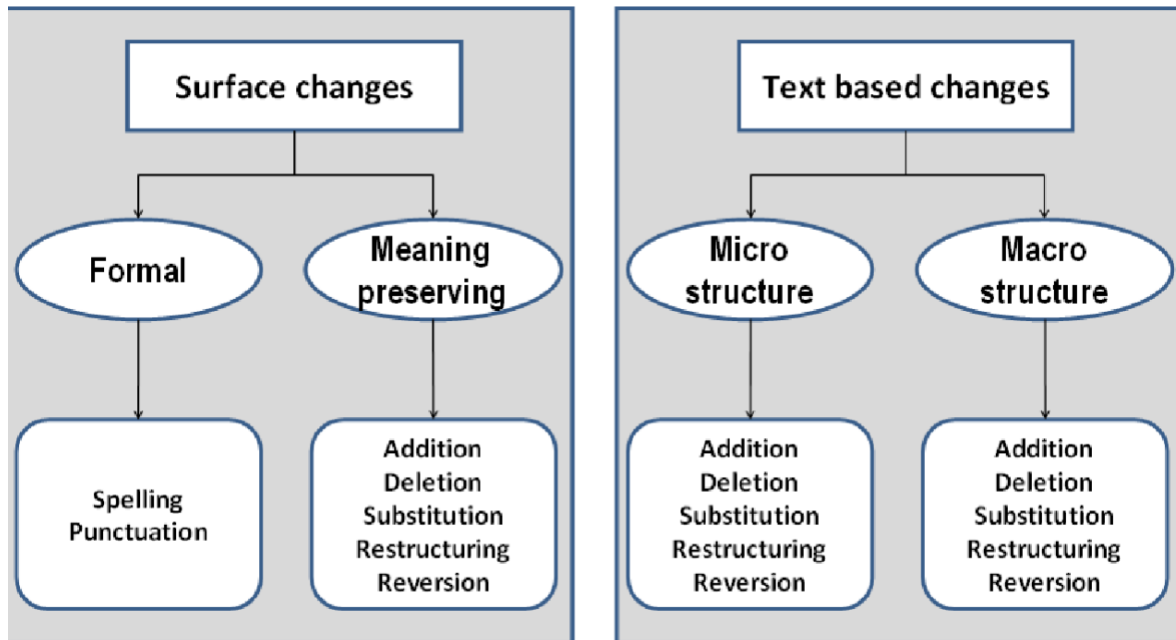 Surface changes
Formal
Meaning
preserving
Spelling
Punctuation
Addition
Deletion
Substitution
Restructuring
Reversion
Text based changes
Micro
structure
Macro
structure
Addition
Deletion
Substitution
Restructuring
Reversion
Addition
Deletion
Substitution
Restructuring
Reversion